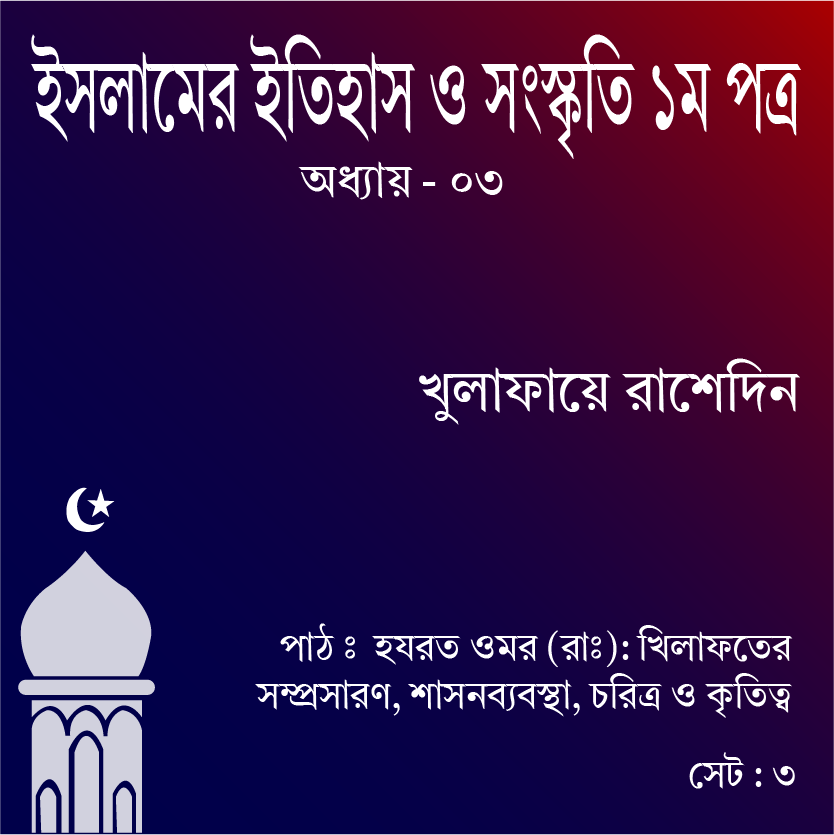 ইসলামের ইতিহাস ও সংস্কৃতি ১ম পত্র
অধ্যায় - ০৩
খুলাফায়ে রাশেদিন
পাঠ ঃ হযরত ওমর (রাঃ): খিলাফতের
সম্প্রসারণ, শাসনব্যবস্থা, চরিত্র ও কৃতিত্ব
সেট : ৩